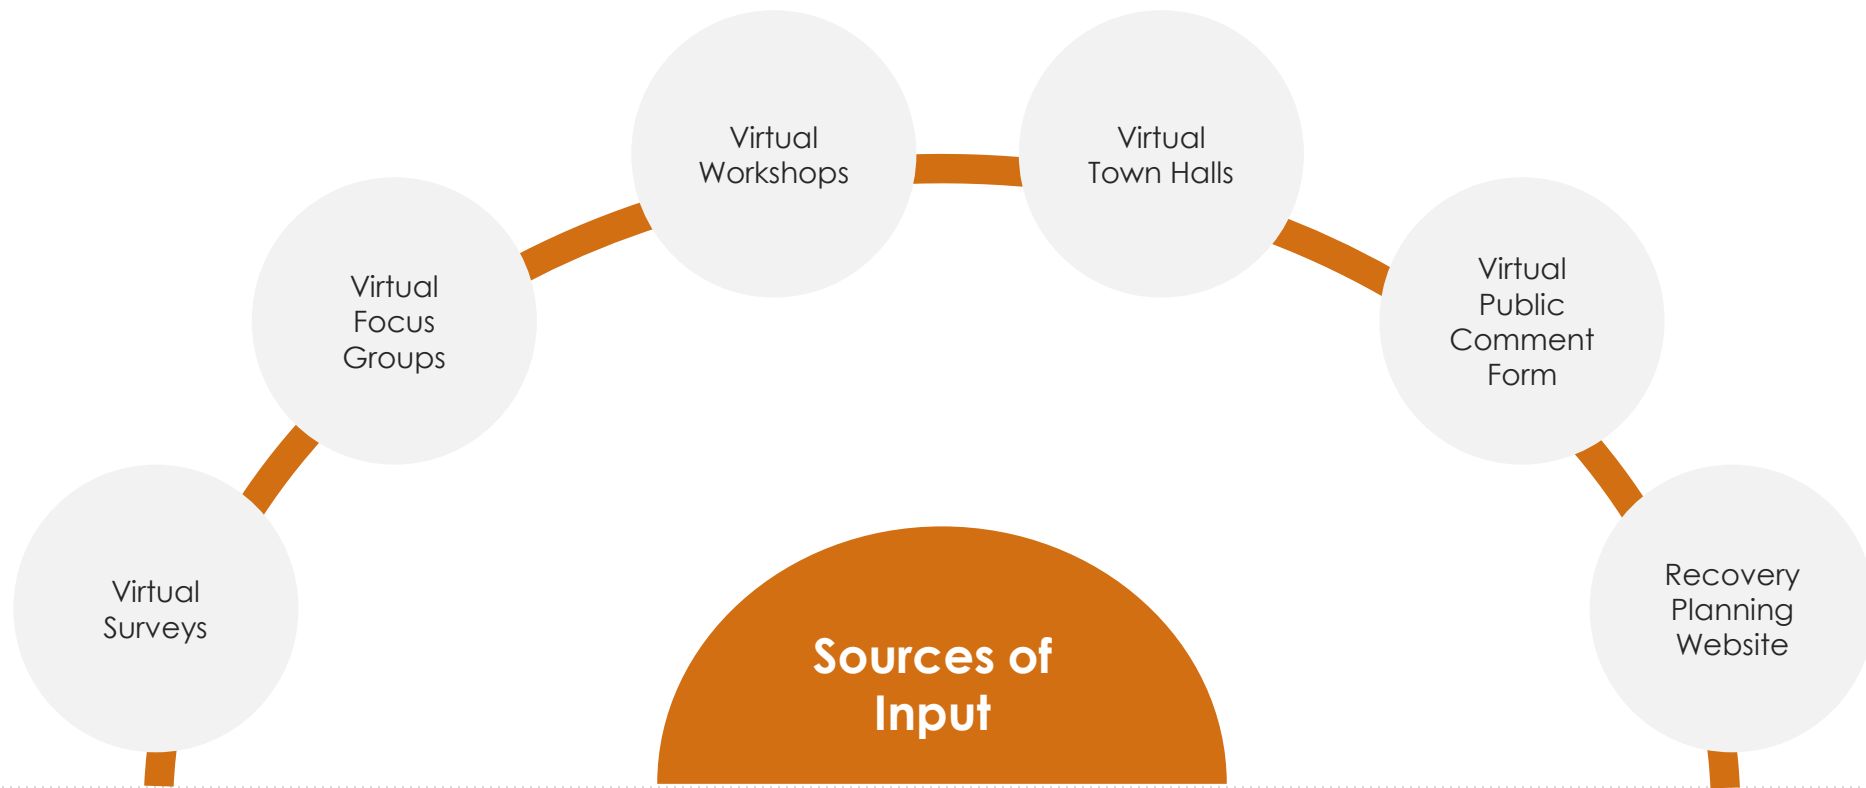 Virtual
Surveys
Virtual
Focus
Groups
Virtual
Workshops
Virtual
Town Halls
Virtual
Public
Comment
Form
Recovery
Planning
Website
Sources of
Input